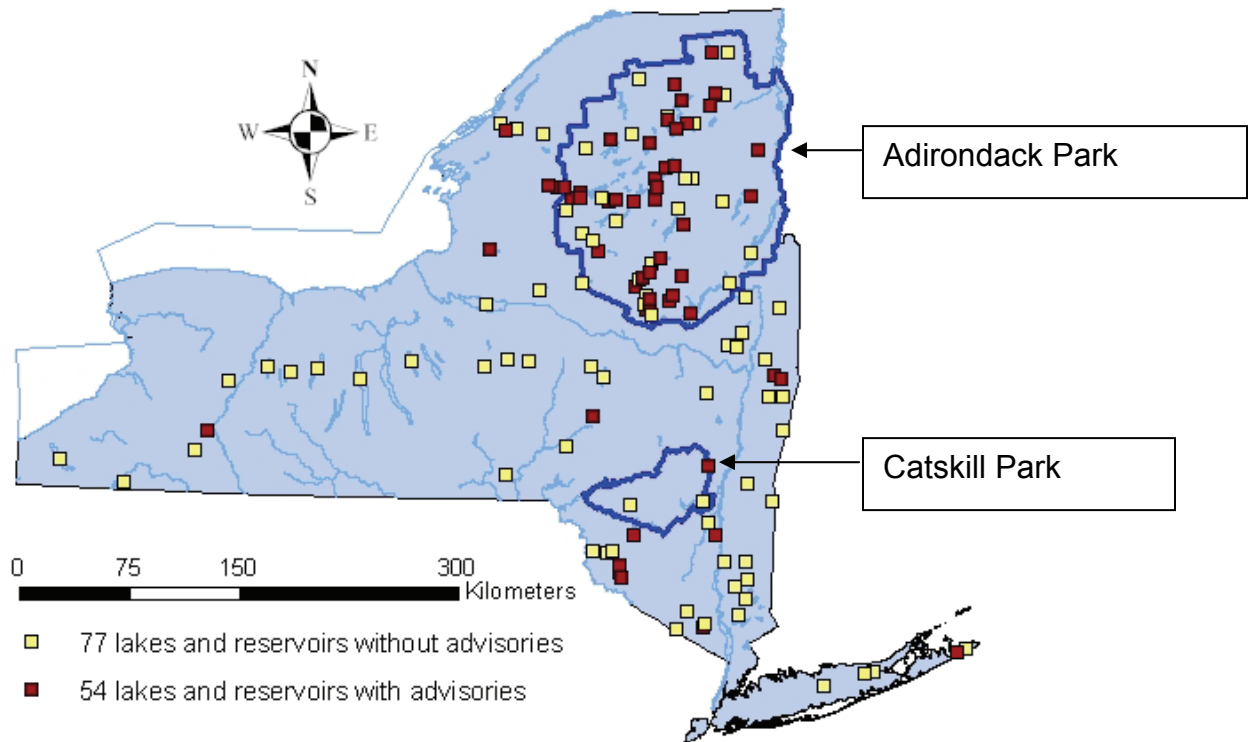 N
W E
S
Adirondack Park
Catskill Park
0 75 150 300
Kilometers
77 lakes and reservoirs without advisories
54 lakes and reservoirs with advisories